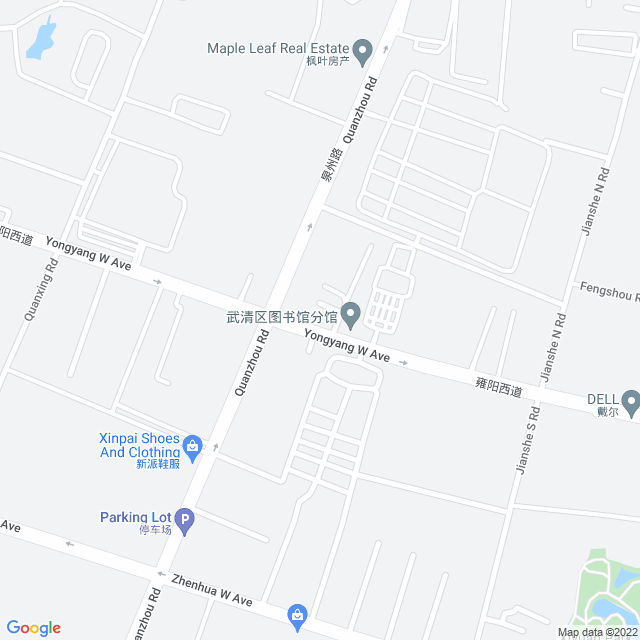 Maple Leaf Real Estate
枫叶房产
Quanzhou Rd
泉州路
Jianshe N Rd
阳西道
Yongyang W Ave
Quanxing Rd
Fengshou R
武清区图书馆分馆
Yongyang W Ave
Jianshe N Rd
Quanzhou Rd
雍阳西道
DELL
戴尔
Xinpai Shoes
And Clothing
新派鞋服
Jianshe S Rd
Parking Lot
停车场
P
Ave
Zhenhua W Ave
Quanzhou Rd
Google
Map data ©2022